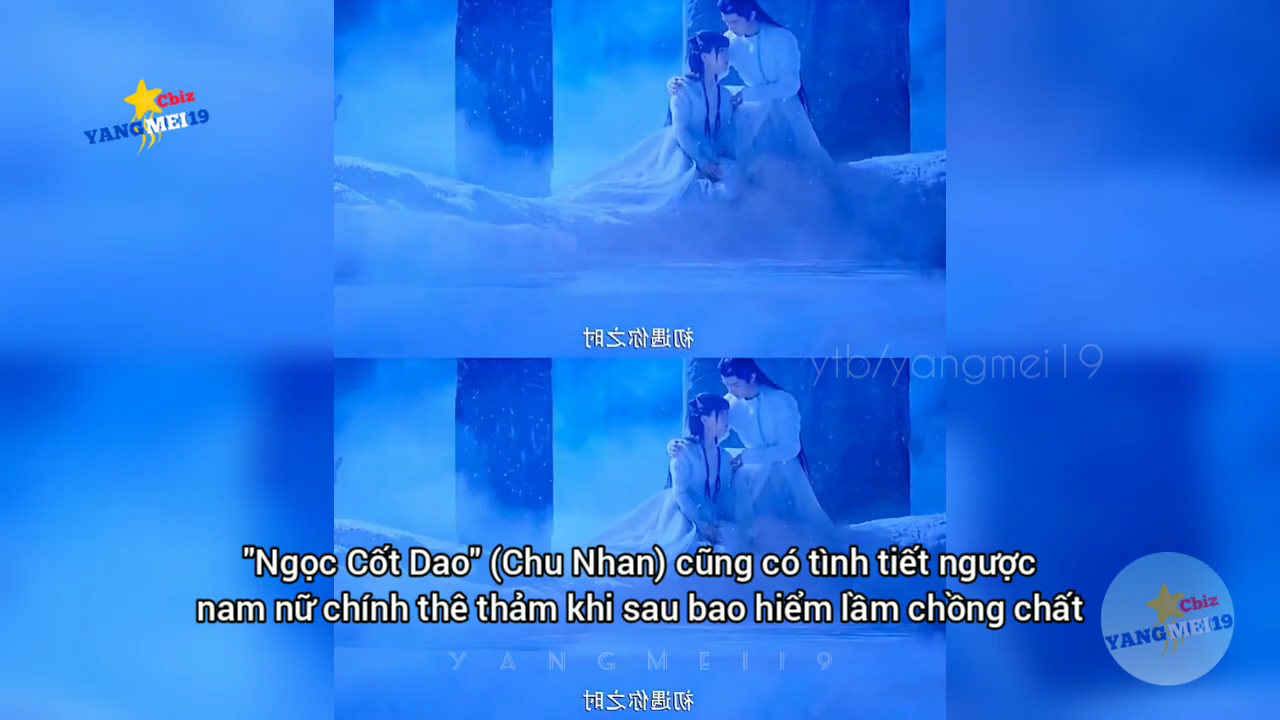 Cbiz
YANGMEI19
初遇你之时
ytb/yangmei19
"Ngọc Cốt Dao" (Chu Nhan) cũng có tình tiết ngược
nam nữ chính thê thảm khi sau bao hiểm lầm chồng chất
Cbiz
YANGMEI19
YANGMEI19
初遇你之时